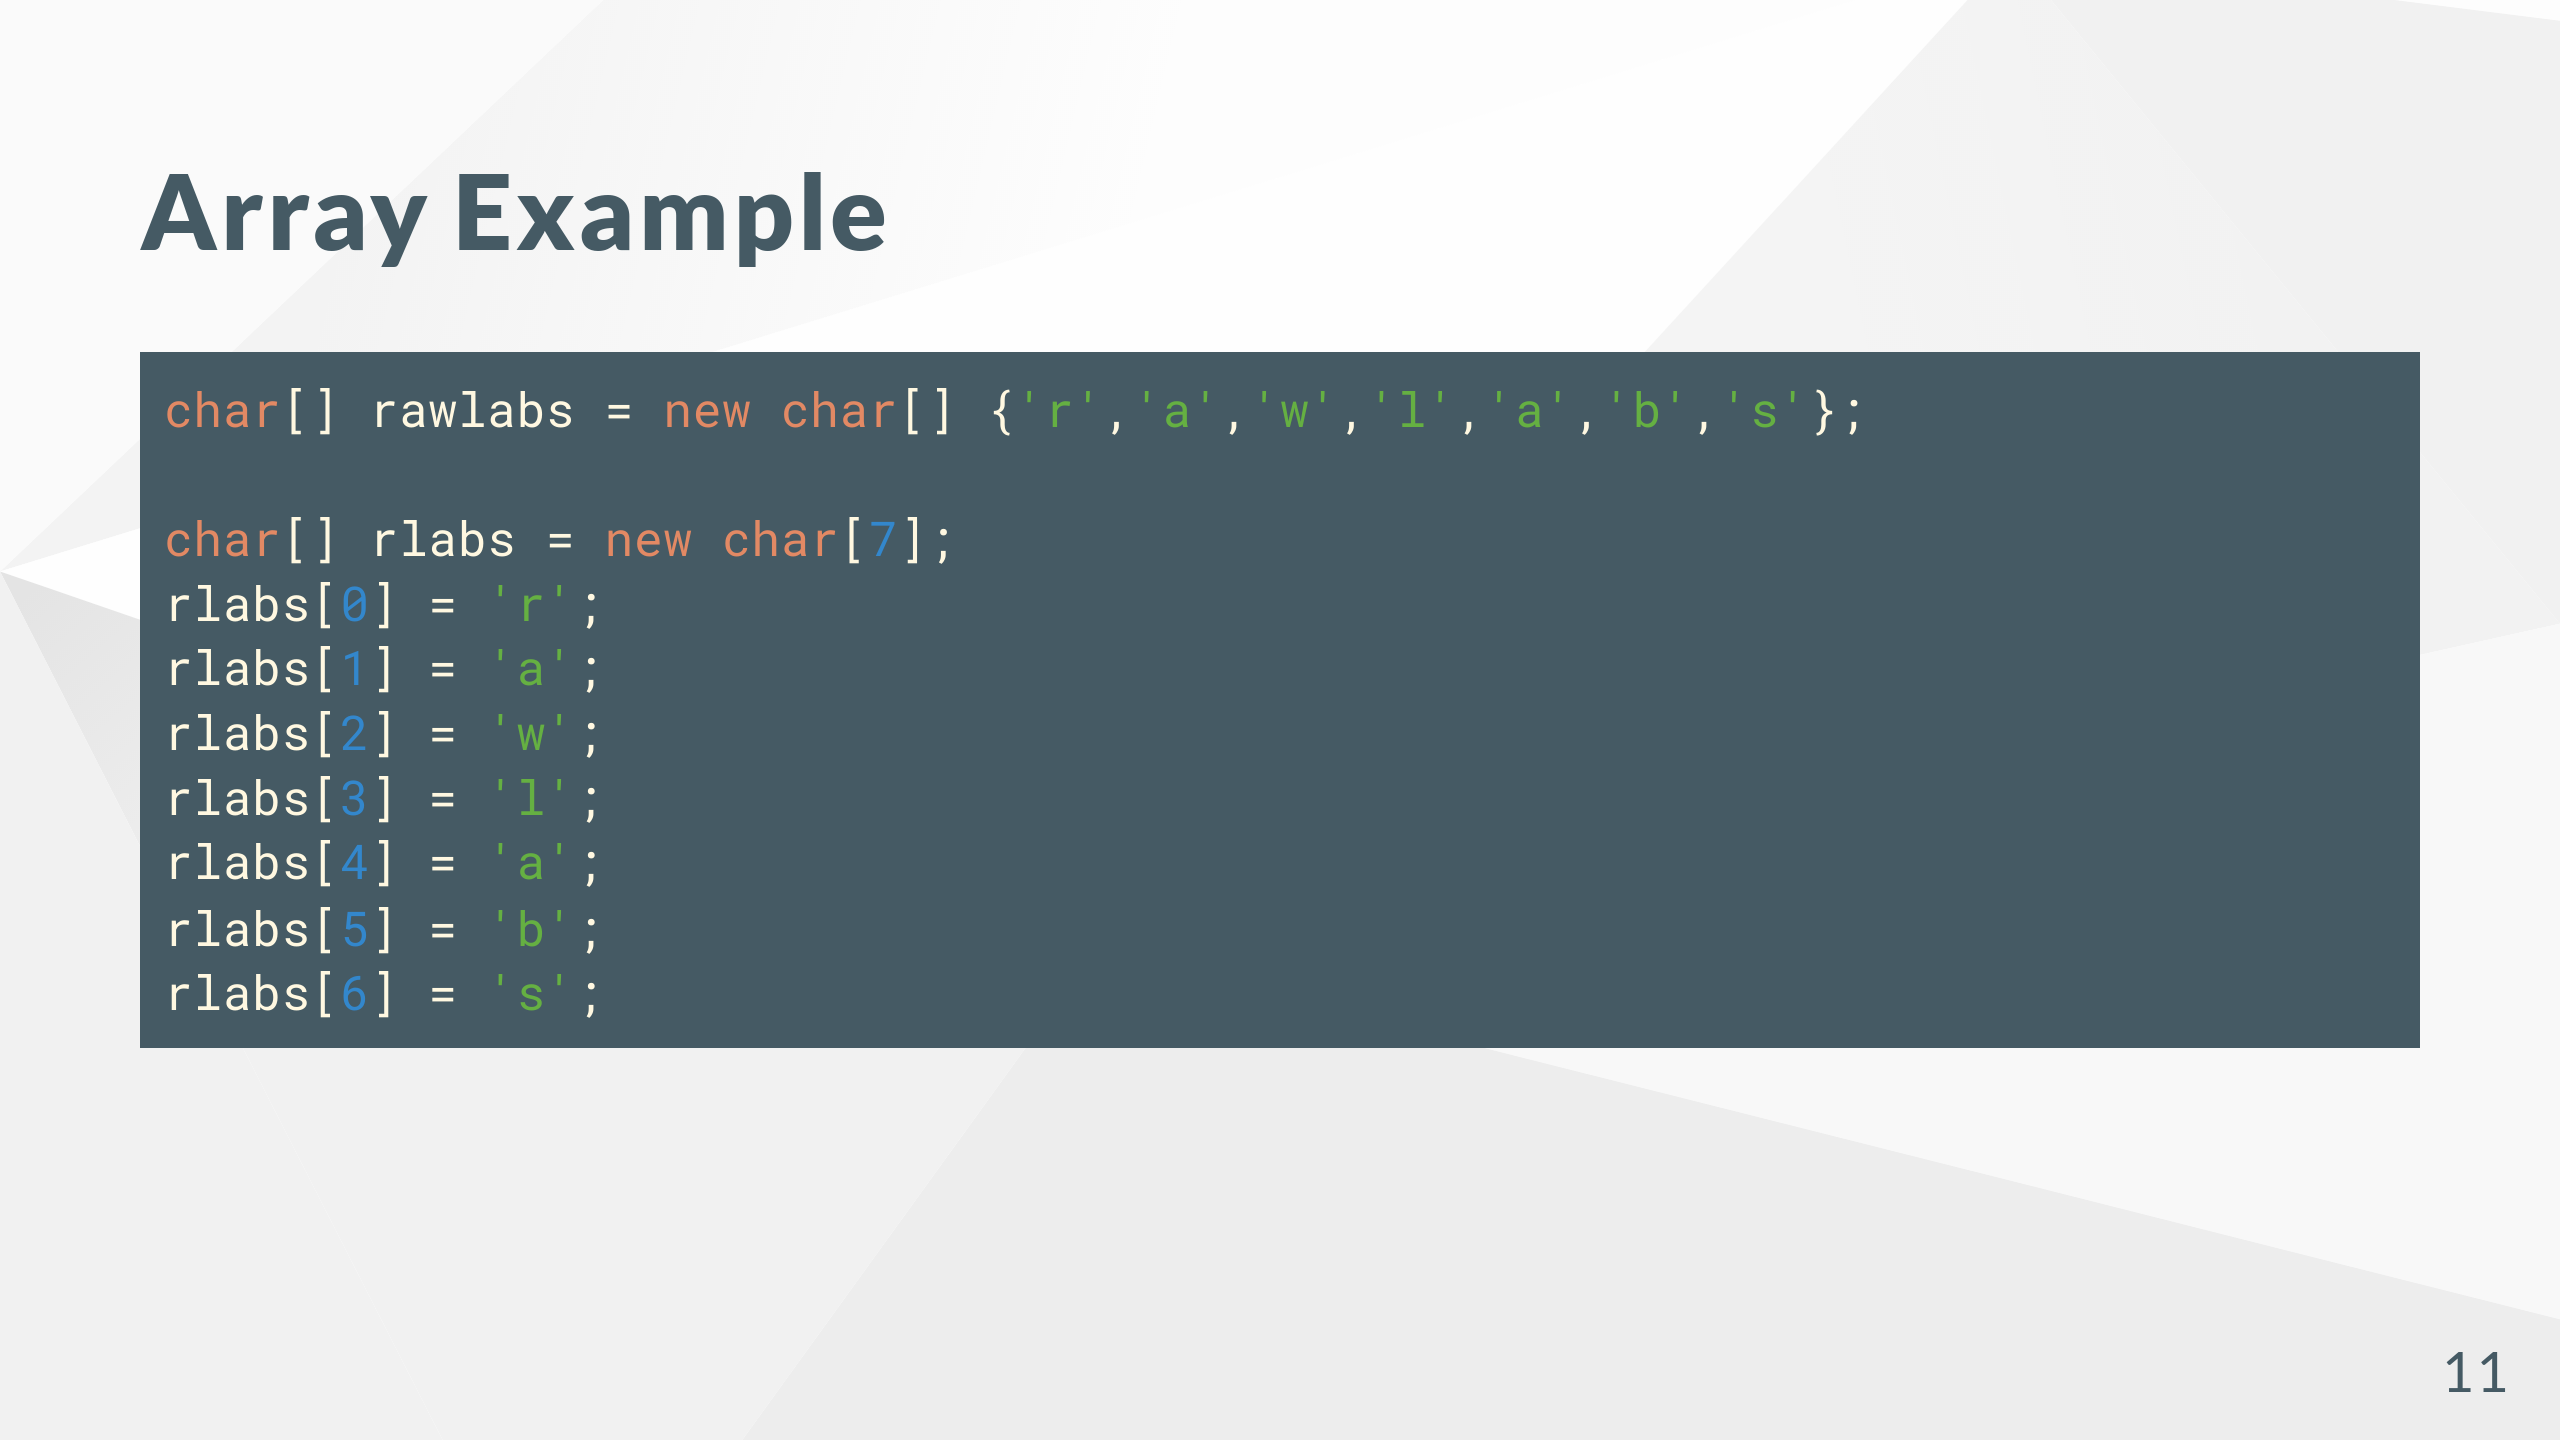 Array Example
char[] rawlabs = new char[] {'r','a','w','l','a','b','s'};
char[] rlabs = new char[7];
rlabs[0] = 'r';
rlabs[1] = 'a';
rlabs[2] = 'w';
rlabs[3] = 'l';
rlabs[4] = 'a';
rlabs[5] = 'b';
rlabs[6] = 's';
11